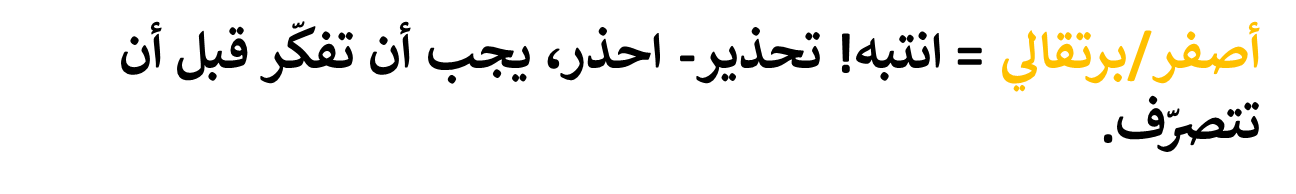 أصفر/برتقالي = انتبه! تحذير- احذر، يجب أن تفكّر قبل أن
تتصرّف.